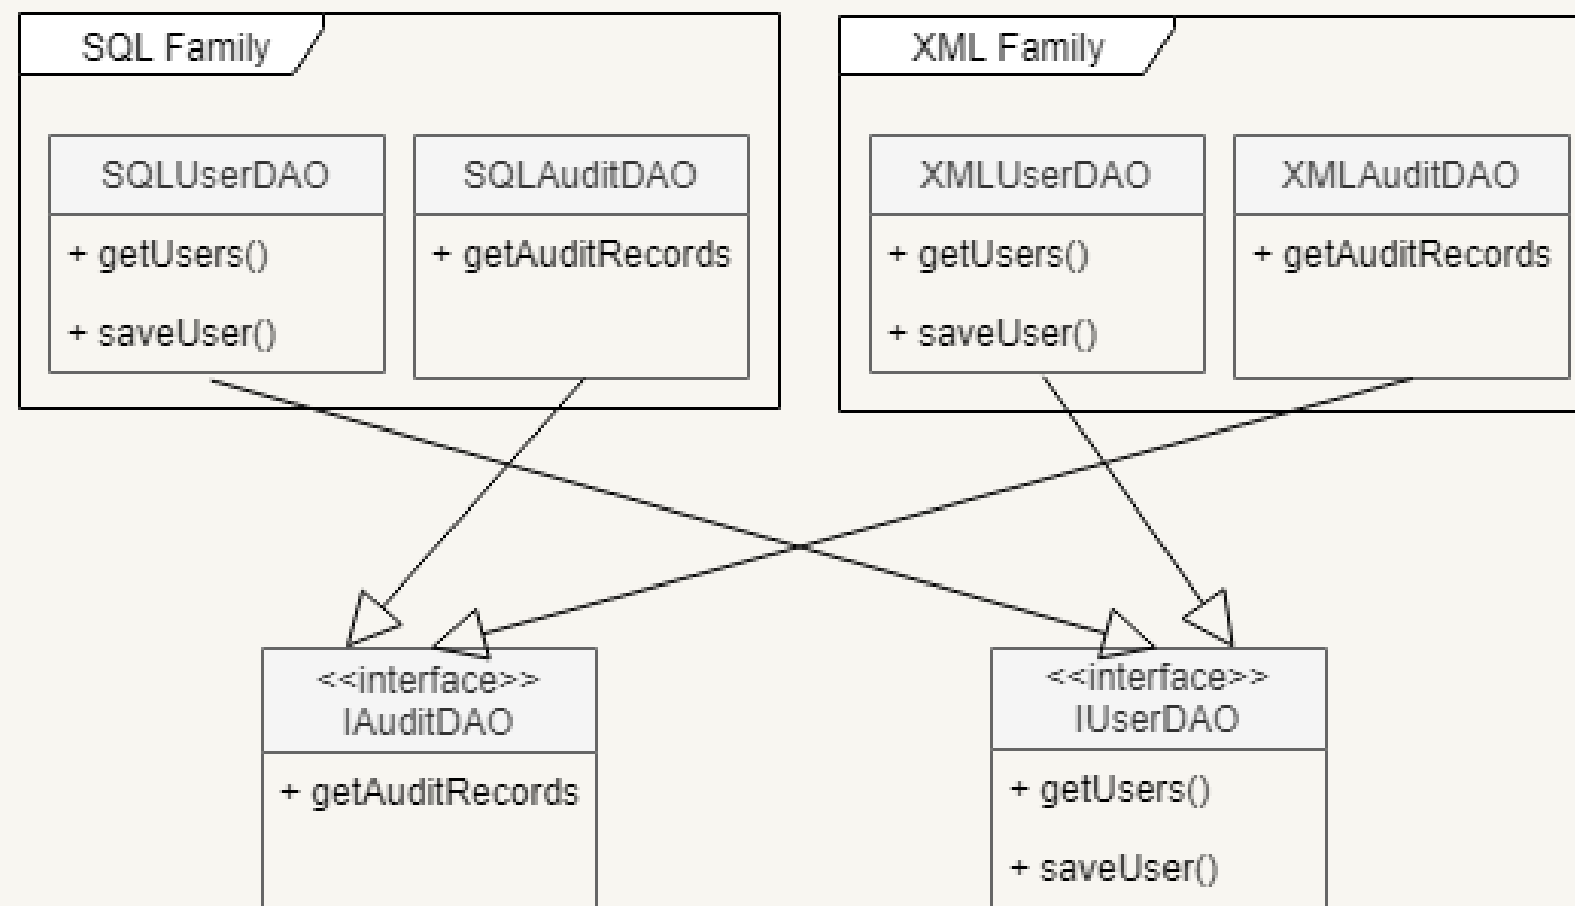 SQL Family
XML Family
SQLUserDAO
+ getUsers()
+ saveUser()
SQLAuditDAO
+ getAuditRecords
XMLUserDAO
+ getUsers()
+ saveUser()
XMLAuditDAO
+ getAuditRecords
<<interface>>
IAuditDAO
+ getAuditRecords
<<interface>>
IUserDAO
+ getUsers()
+ saveUser()